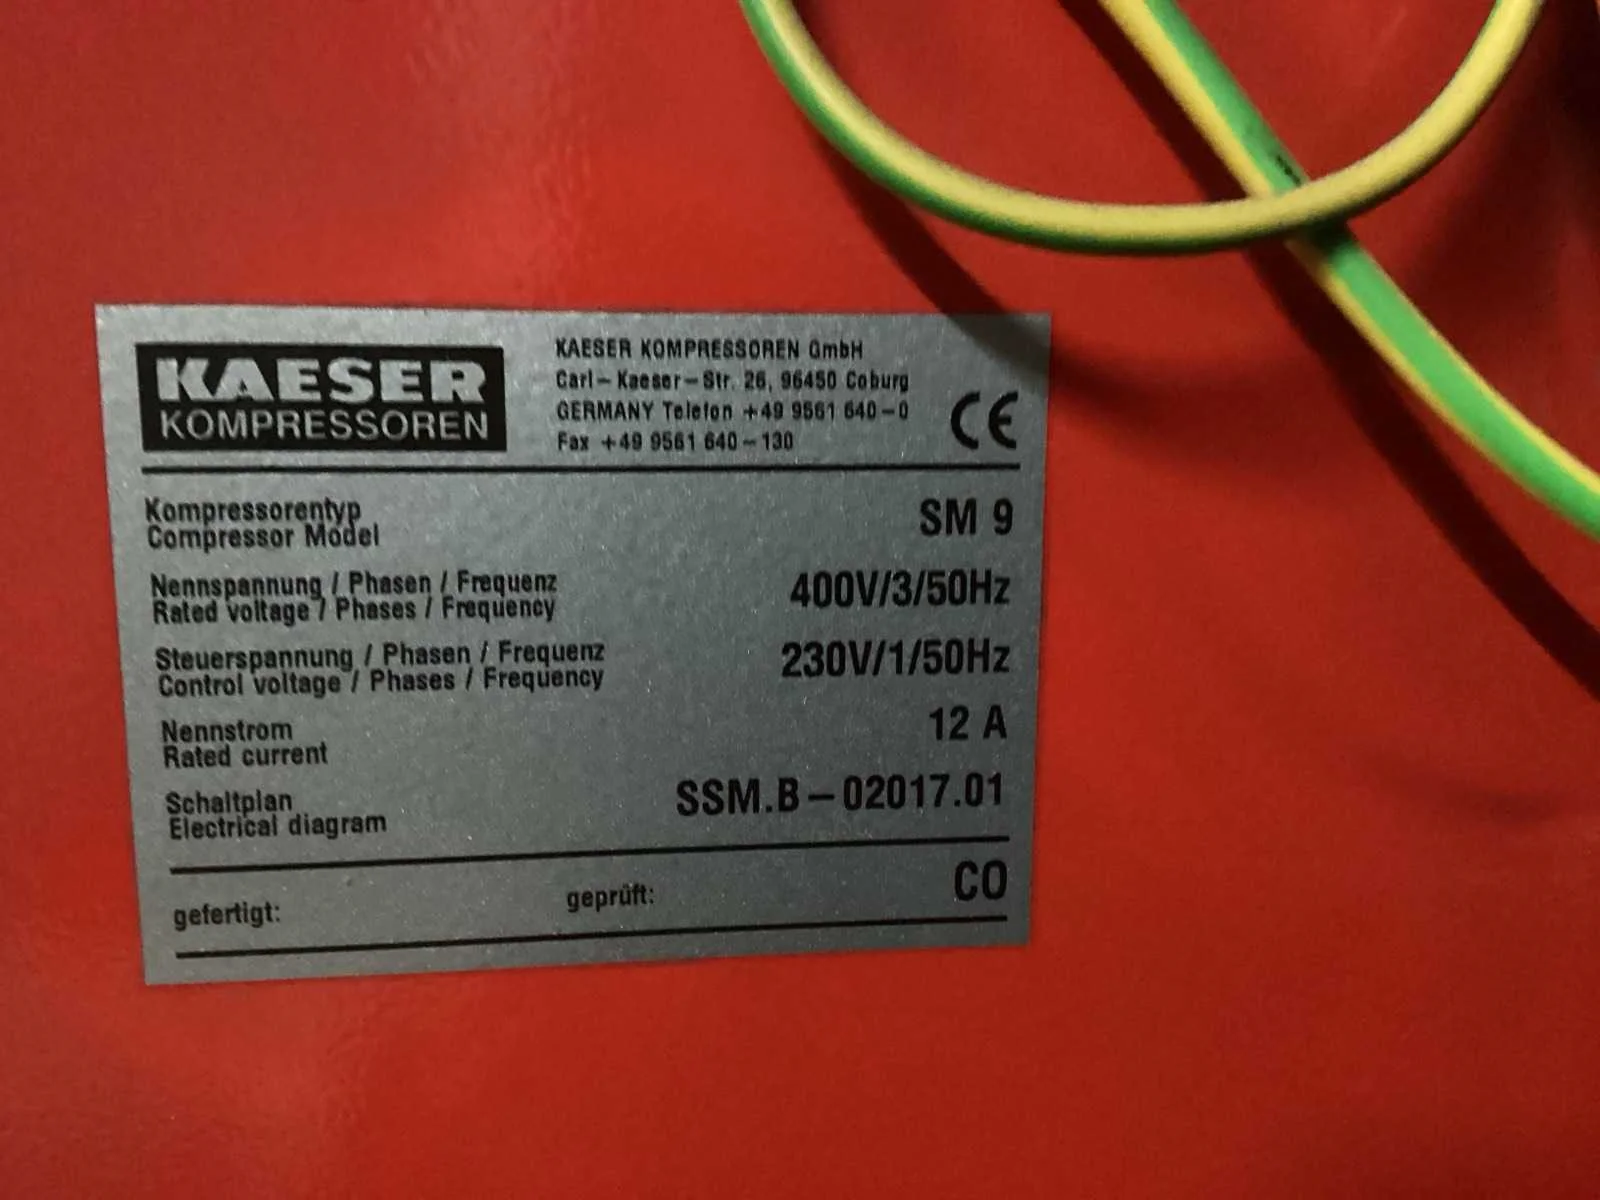 KAESER
KOMPRESSOREN
KAESER KOMPRESSOREN GmbH
Carl-Kaeser-Str. 26, 96450 Coburg
GERMANY Telefon +49 9561 640-0
Fax +49 9561 640-130
CE
Kompressorentyp
Compressor Model
SM 9
Nennspannung / Phasen / Frequenz
Rated voltage / Phases / Frequency
400V/3/50Hz
Steuerspannung / Phasen / Frequenz
Control voltage / Phases / Frequency
230V/1/50Hz
Nennstrom
Rated current
12 A
Schaltplan
Electrical diagram
SSM.B-02017.01
gefertigt:
geprüft:
CO